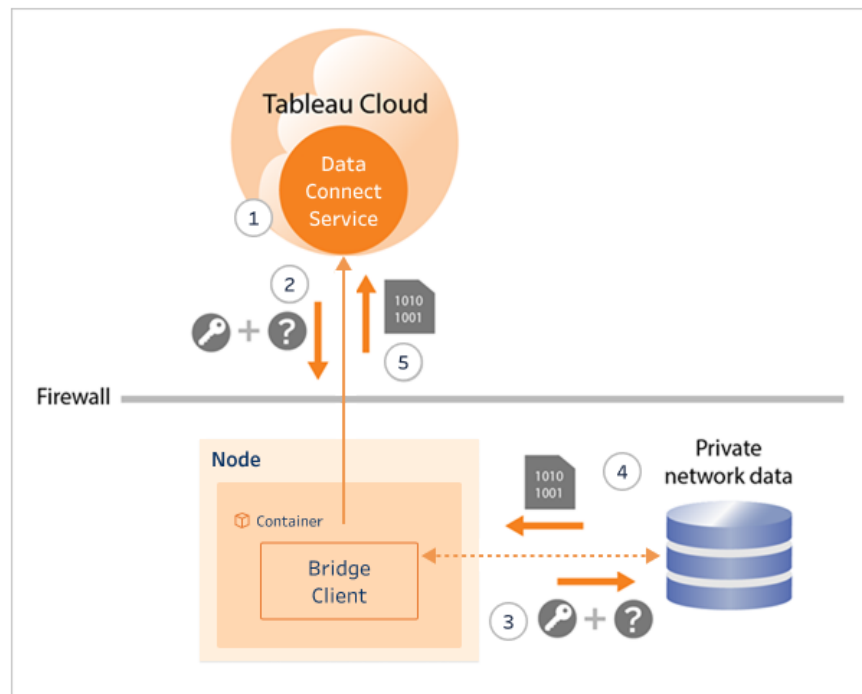 Tableau Cloud
Data
Connect
Service
1
2
+ ?
1010
1001
5
Firewall
Node
Container
Bridge
Client
1010
1001
4
Private
network data
3
+ ?